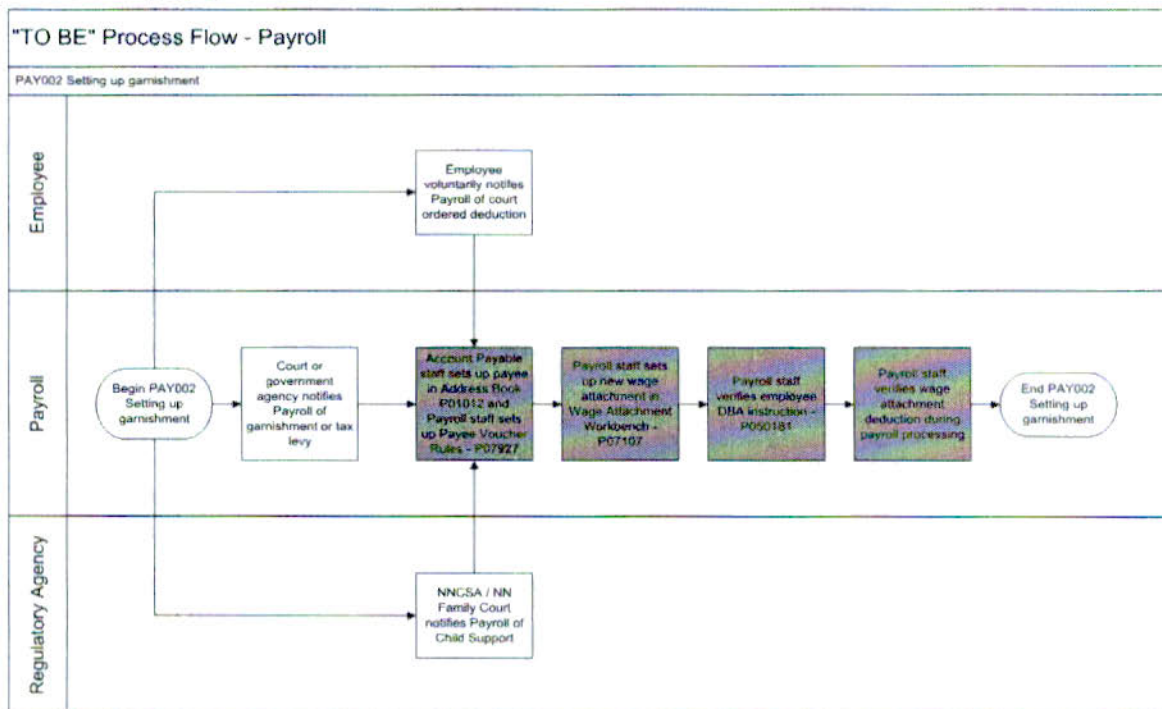 "TO BE" Process Flow - Payroll
PAY002 Setting up garnishment
Employee
Employee
voluntarily notifies
Payroll of court
ordered deduction
Payroll
Begin PAY002
Setting up
garnishment
Court or
government
agency notifies
Payroll of
garnishment or tax
levy
Account Payable
staff sets up payee
in Address Book
P01012 and
Payroll staff sets
up Payee Voucher
Rules - P07927
Payroll staff sets
up new wage
attachment in
Wage Attachment
Workbench -
P07107
Payroll staff
verifies employee
DBA instruction -
P050181
Payroll staff
verifies wage
attachment
deduction during
payroll processing
End PAY002
Setting up
garnishment
Regulatory Agency
NNCSA / NN
Family Court
notifies Payroll of
Child Support